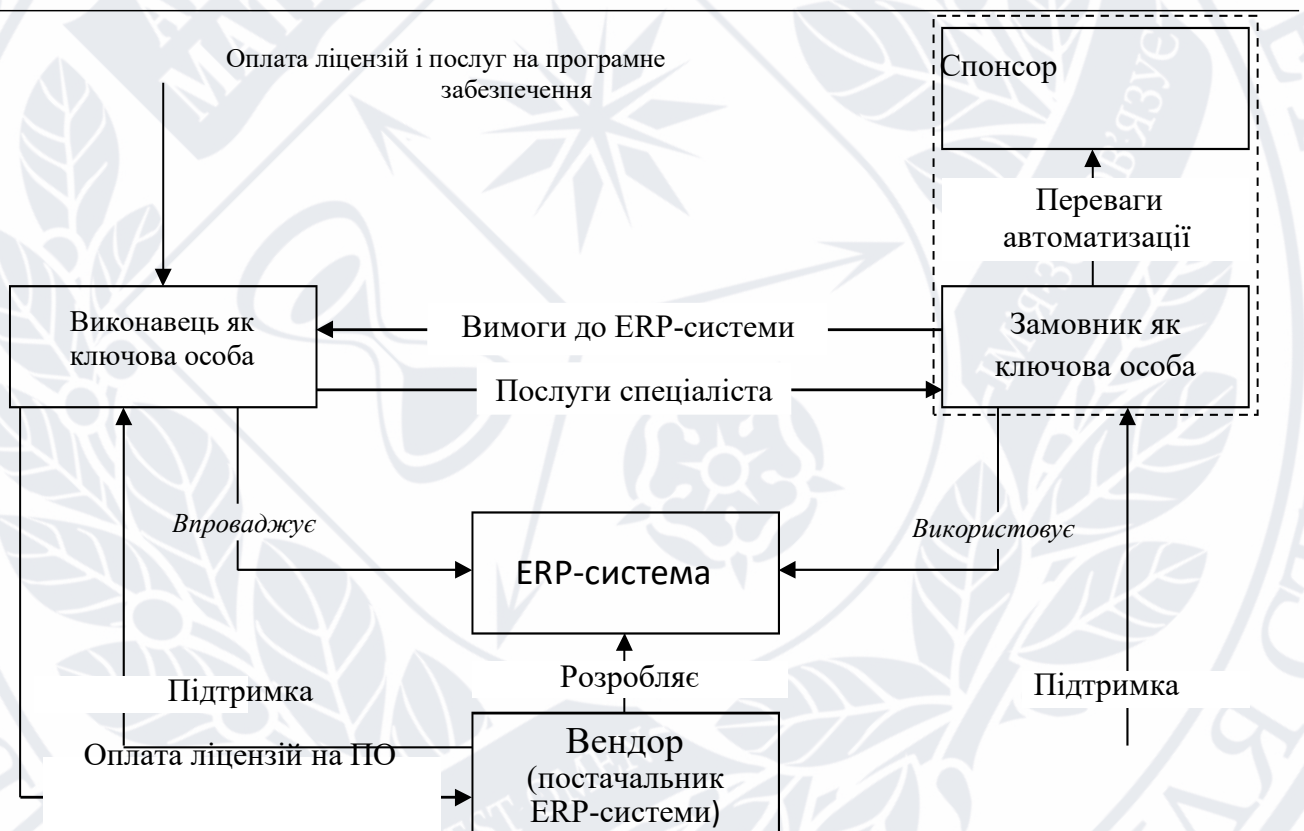 Оплата ліцензій і послуг на програмне
забезпечення
Спонсор
Переваги
автоматизації
Виконавець як
ключова особа
Вимоги до ERP-системи
Замовник як
ключова особа
Послуги спеціаліста
Впроваджує
Використовує
ERP-система
Розробляє
Підтримка
Підтримка
Оплата ліцензій на ПО
Вендор
(постачальник
ERP-системи)